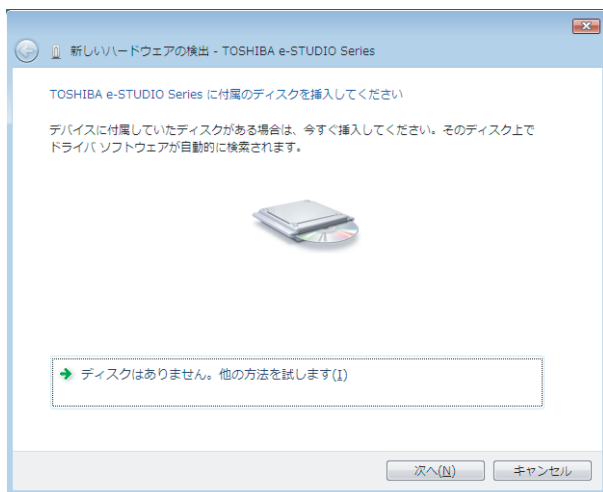 新しいハードウェアの検出 - TOSHIBA e-STUDIO Series
TOSHIBA e-STUDIO Series に付属のディスクを挿入してください
デバイスに付属していたディスクがある場合は、今すぐ挿入してください。そのディスク上で
ドライバ ソフトウェアが自動的に検索されます。
ディスクはありません。他の方法を試します(I)
次へ(N) キャンセル